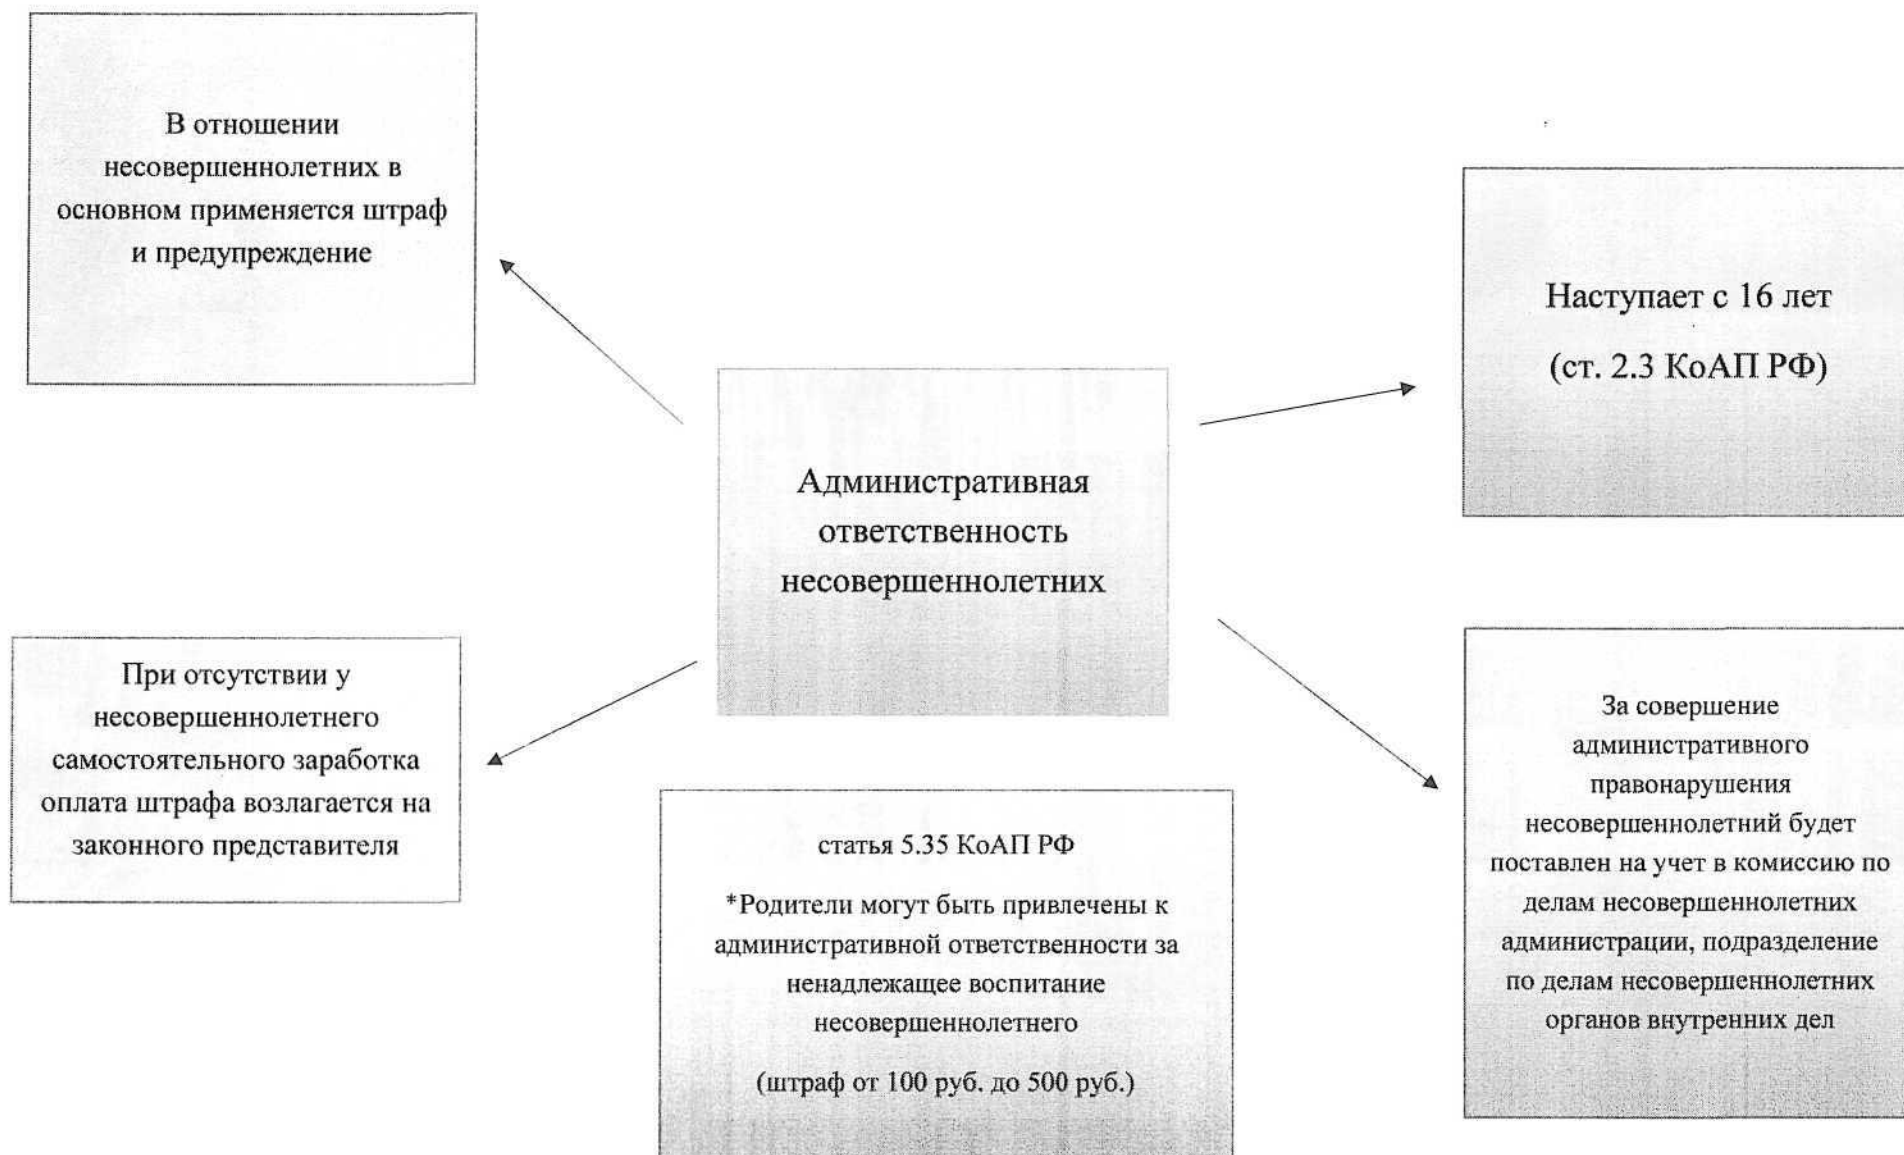 В отношении
несовершеннолетних в
основном применяется штраф
и предупреждение
Наступает с 16 лет
(ст. 2.3 КоАП РФ)
Административная
ответственность
несовершеннолетних
При отсутствии у
несовершеннолетнего
самостоятельного заработка
оплата штрафа возлагается на
законного представителя
статья 5.35 КоАП РФ
*Родители могут быть привлечены к
административной ответственности за
ненадлежащее воспитание
несовершеннолетнего
(штраф от 100 руб. до 500 руб.)
За совершение
административного
правонарушения
несовершеннолетний будет
поставлен на учет в комиссию по
делам несовершеннолетних
администрации, подразделение
по делам несовершеннолетних
органов внутренних дел